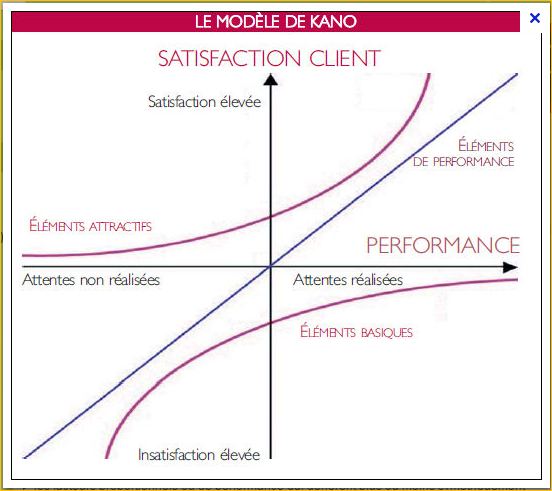 LE MODÈLE DE KANO
SATISFACTION CLIENT
Satisfaction élevée
ÉLÉMENTS
DE PERFORMANCE
ÉLÉMENTS ATTRACTIFS
PERFORMANCE
Attentes non réalisées
Attentes réalisées
ÉLÉMENTS BASIQUES
Insatisfaction élevée